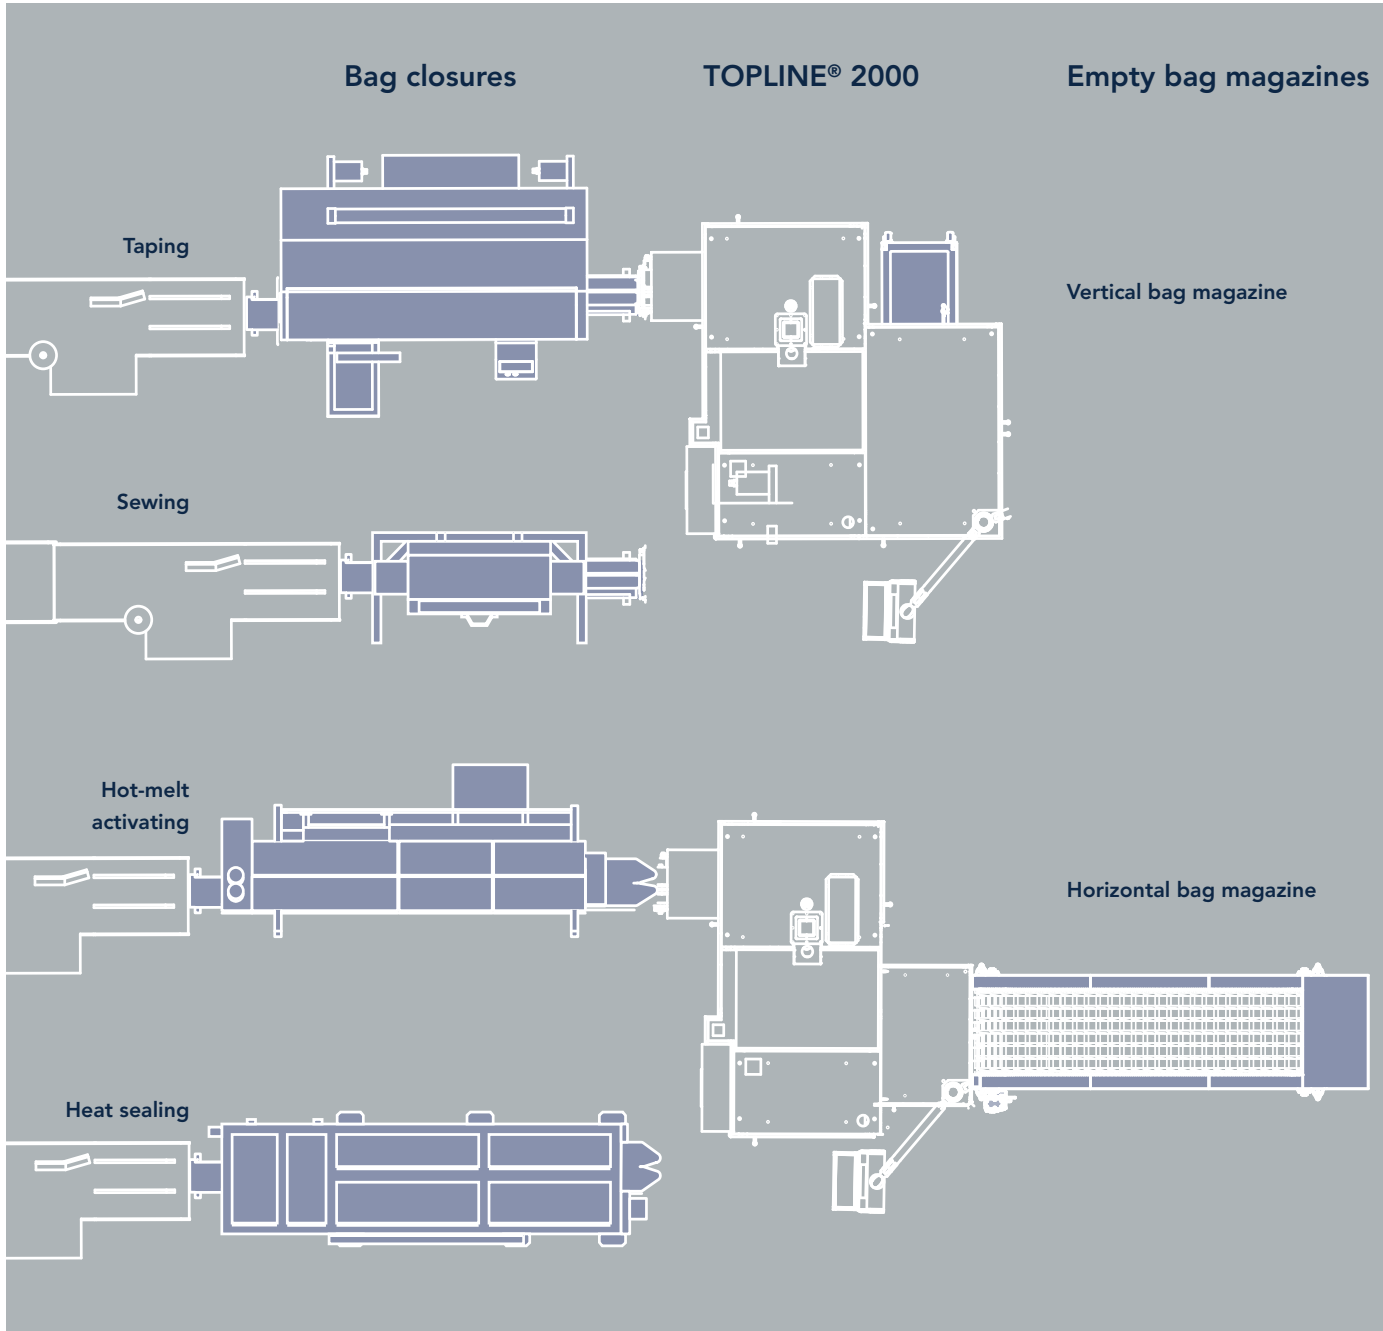 Bag closures
TOPLINE® 2000
Empty bag magazines
Taping
Vertical bag magazine
Sewing
Hot-melt
activating
Horizontal bag magazine
Heat sealing